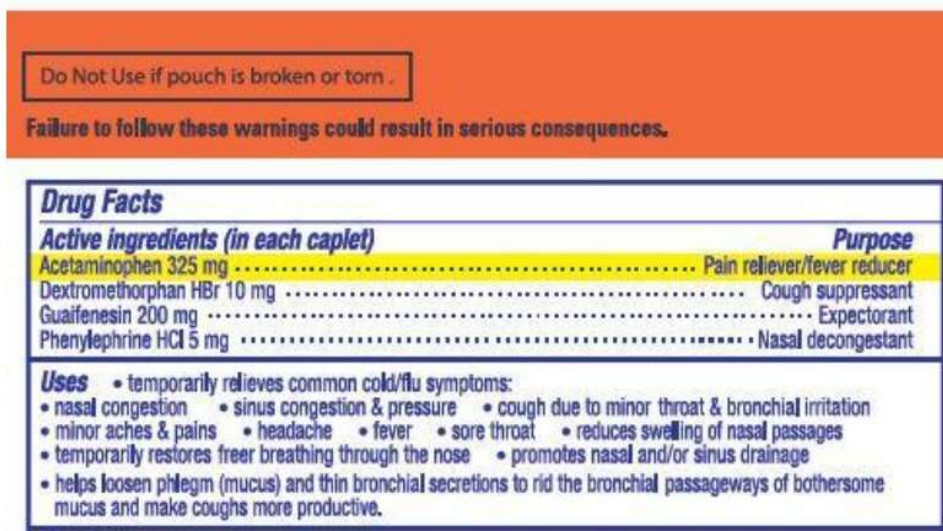 Do Not Use if pouch is broken or torn .
Failure to follow these warnings could result in serious consequences.
Drug Facts
Active ingredients (in each caplet) Purpose
Acetaminophen 325 mg ........................................ Pain reliever/fever reducer
Dextromethorphan HBr 10 mg ........................................ Cough suppressant
Guaifenesin 200 mg ........................................ Expectorant
Phenylephrine HCl 5 mg ........................................ Nasal decongestant
Uses • temporarily relieves common cold/flu symptoms:
• nasal congestion • sinus congestion & pressure • cough due to minor throat & bronchial irritation
• minor aches & pains • headache • fever • sore throat • reduces swelling of nasal passages
• temporarily restores freer breathing through the nose • promotes nasal and/or sinus drainage
• helps loosen phlegm (mucus) and thin bronchial secretions to rid the bronchial passageways of bothersome
mucus and make coughs more productive.